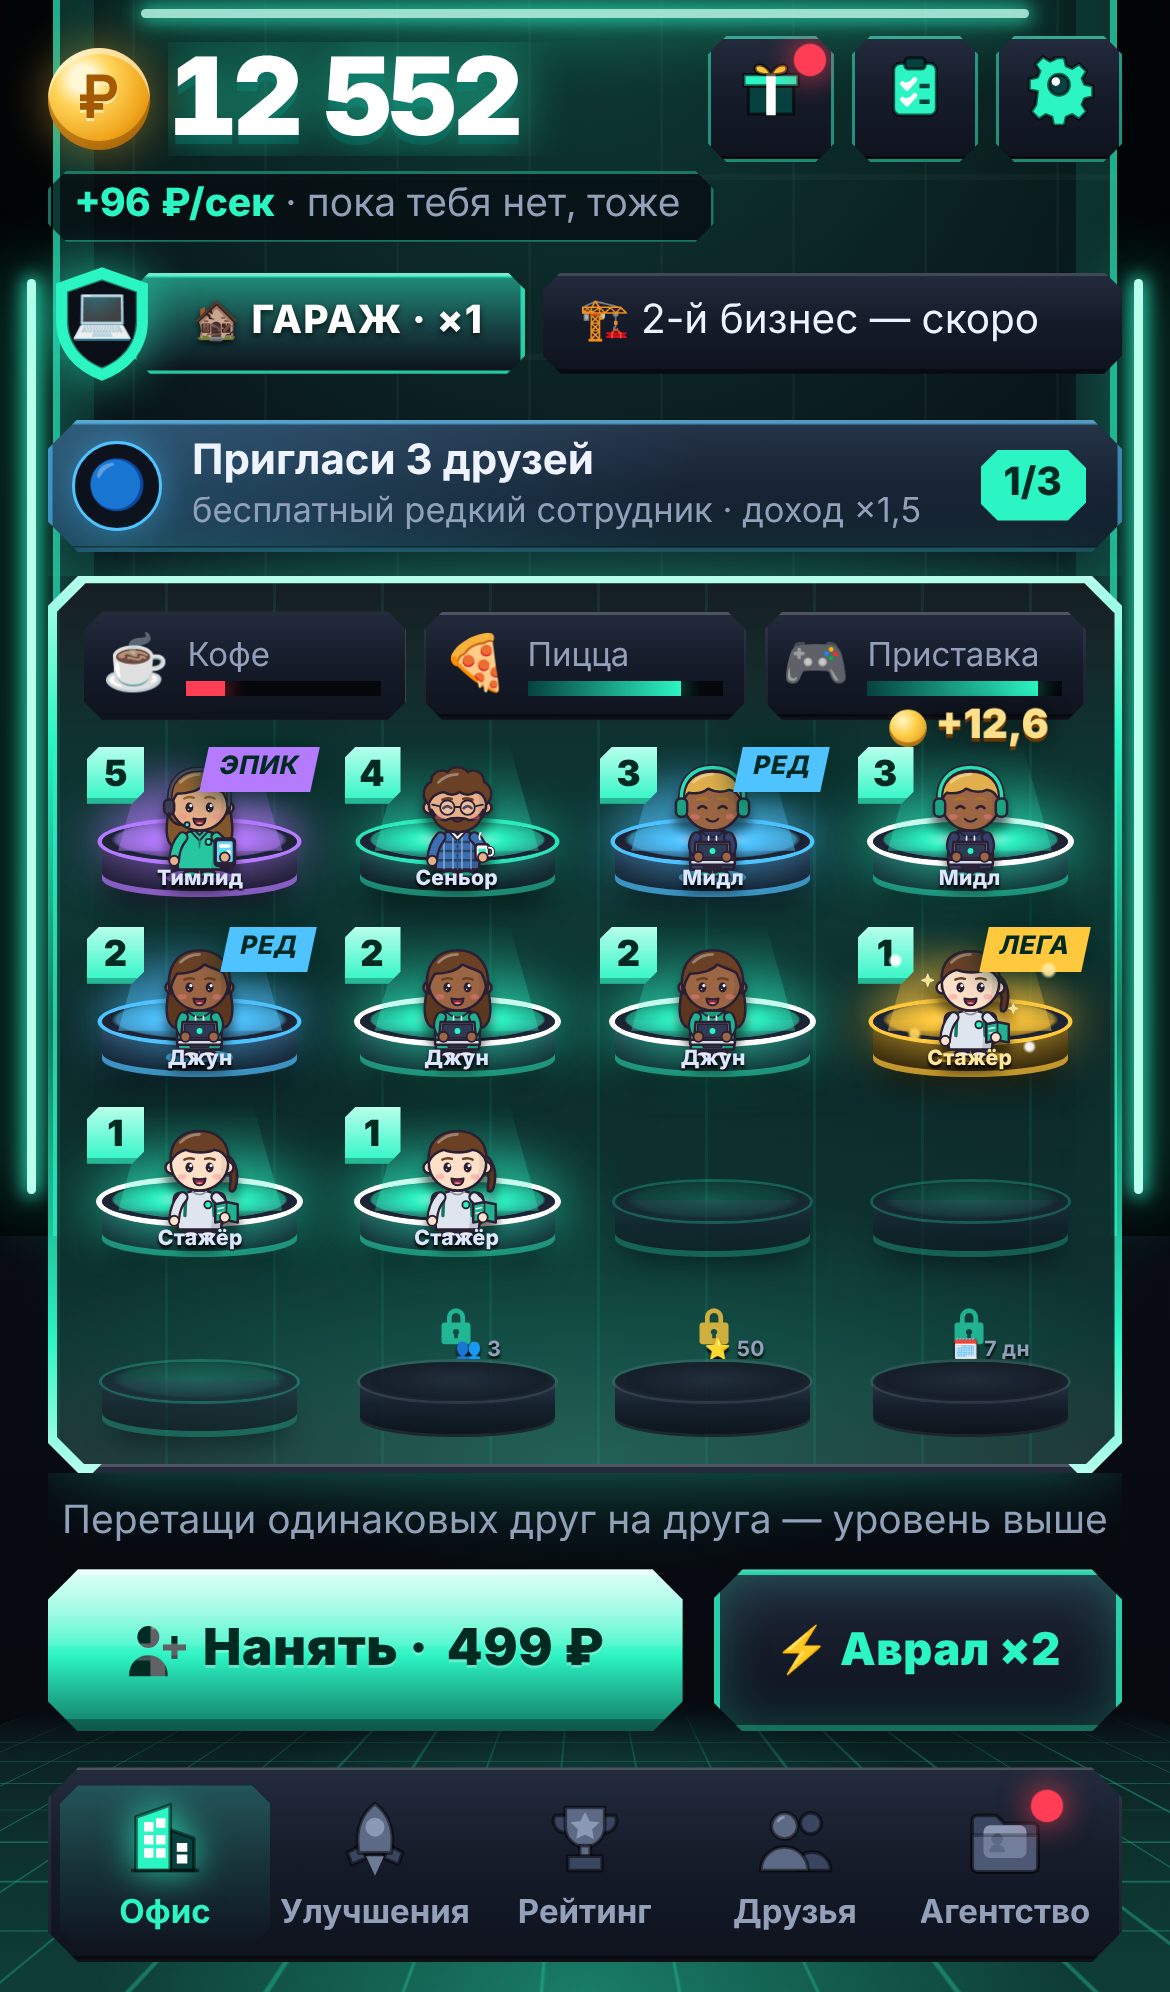 ₽ 12 552
+96 ₽/сек · пока тебя нет, тоже
ГАРАЖ · ×1
2-й бизнес — скоро
Пригласи 3 друзей
бесплатный редкий сотрудник · доход ×1,5
1/3
Кофе
Пицца
Приставка
+12,6
5 ЭПИК
4
3 РЕД
3
Тимлид
Сеньор
Мидл
Мидл
2 РЕД
2
2
1 ЛЕГА
Джун
Джун
Джун
Стажёр
1
1
Стажёр
Стажёр
3
50
7 дн
Перетащи одинаковых друг на друга — уровень выше
Нанять · 499 ₽
Аврал ×2
Офис
Улучшения
Рейтинг
Друзья
Агентство